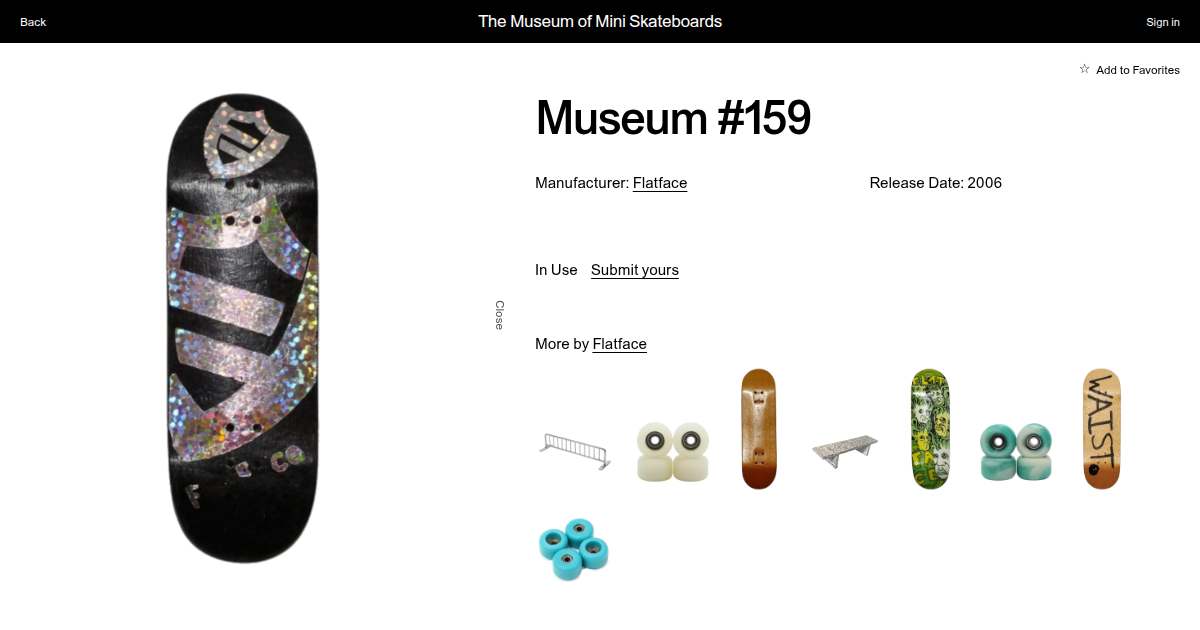 Back
The Museum of Mini Skateboards
Sign in
☆ Add to Favorites
Museum #159
Manufacturer: Flatface
Release Date: 2006
In Use Submit yours
Close
More by Flatface
WAIST